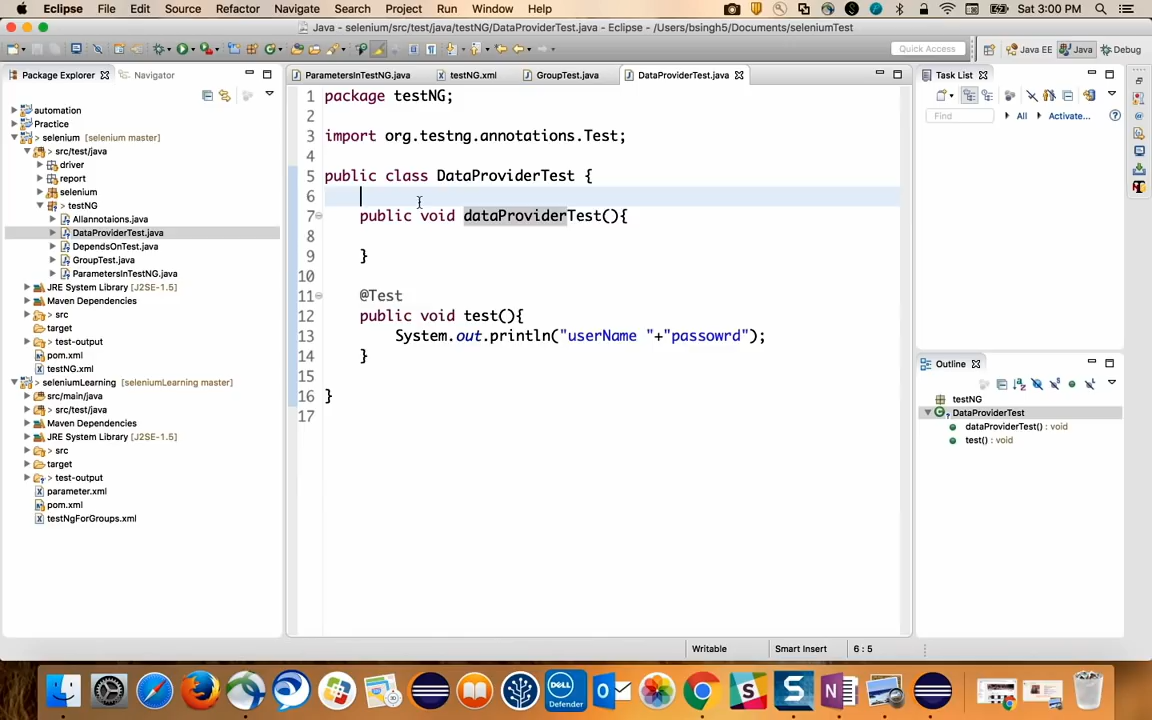 Eclipse File Edit Source Refactor Navigate Search Project Run Window Help Sat 3:00 PM
Java - selenium/src/test/java/testNG/DataProviderTest.java - Eclipse - /Users/bsingh5/Documents/seleniumTest
Quick Access Java EE Java Debug
Package Explorer Navigator
automation
Practice
> selenium [selenium master]
> src/test/java
driver
report
> selenium
> testNG
Allannotaions.java
DataProviderTest.java
DependsOnTest.java
GroupTest.java
ParametersInTestNG.java
JRE System Library [J2SE-1.5]
Maven Dependencies
> src
target
> test-output
pom.xml
testNG.xml
> seleniumLearning [seleniumLearning master]
> src/main/java
> src/test/java
Maven Dependencies
JRE System Library [J2SE-1.5]
> src
target
> test-output
parameter.xml
pom.xml
testNgForGroups.xml
ParametersInTestNG.java testNG.xml GroupTest.java DataProviderTest.java
1 package testNG;
2
3 import org.testng.annotations.Test;
4
5 public class DataProviderTest {
6
7 public void dataProviderTest(){
8
9 }
10
11 @Test
12 public void test(){
13 System.out.println("userName "+"passowrd");
14 }
15
16 }
17
Task List
Find All Activate...
Outline
testNG
DataProviderTest
dataProviderTest() : void
test() : void
Writable Smart Insert 6 : 5
DELL
Defender